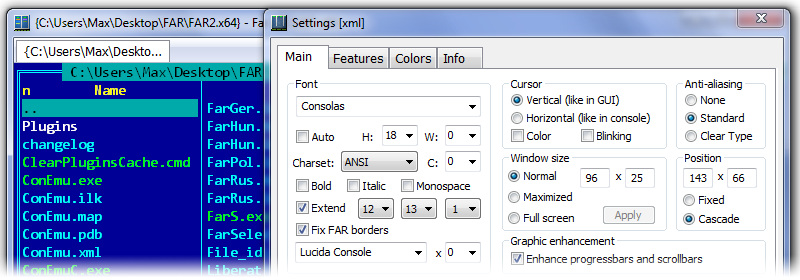 {C:\Users\Max\Desktop\FAR\FAR2.x64} - Fa
{C:\Users\Max\Deskto...
C:\Users\Max\Desktop\FAR
n Name
..
Plugins
changelog
ClearPluginsCache.cmd
ConEmu.exe
ConEmu.ilk
ConEmu.map
ConEmu.pdb
ConEmu.xml
FarGer.
FarHun.
FarHun.
FarPol.
FarRus.
FarRus.
FarS.ex
FarSele
File_id
Settings [xml]
Main Features Colors Info
Font
Consolas
Auto H: 18 W: 0
Charset: ANSI C: 0
Bold Italic Monospace
Extend 12 13 1
Fix FAR borders
Lucida Console x 0
Cursor
Vertical (like in GUI)
Horizontal (like in console)
Color Blinking
Anti-aliasing
None
Standard
Clear Type
Window size
Normal 96 x 25
Maximized
Full screen Apply
Position
143 x 66
Fixed
Cascade
Graphic enhancement
Enhance progressbars and scrollbars